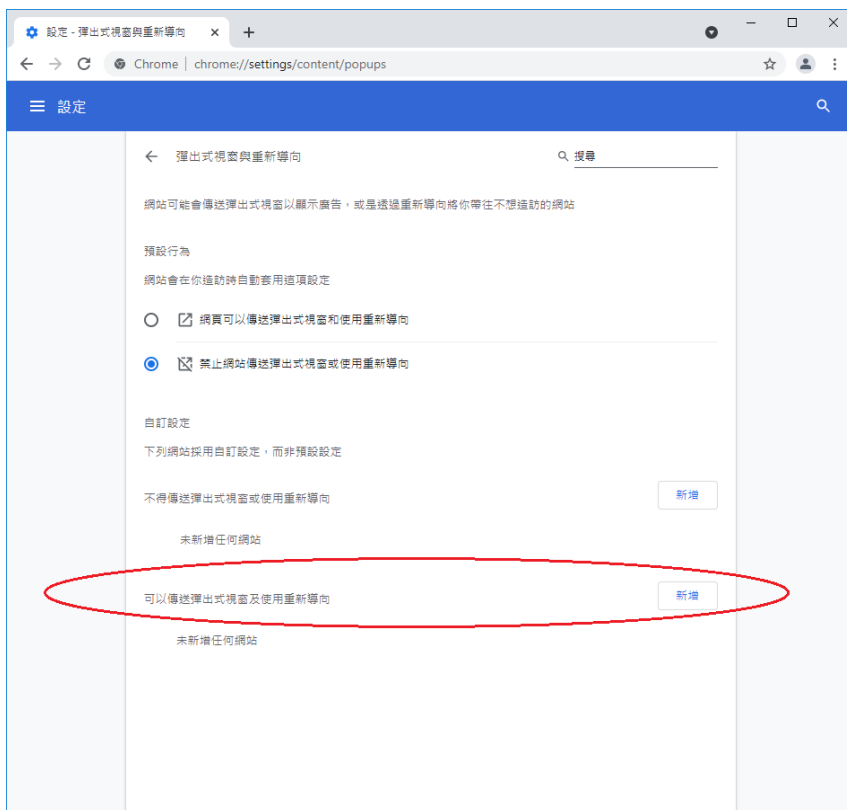 設定 - 彈出式視窗與重新導向
Chrome | chrome://settings/content/popups
設定
彈出式視窗與重新導向
搜尋
網站可能會傳送彈出式視窗以顯示廣告，或是透過重新導向將你帶往不想造訪的網站
預設行為
網站會在你造訪時自動套用這項設定
網頁可以傳送彈出式視窗和使用重新導向
禁止網站傳送彈出式視窗或使用重新導向
自訂設定
下列網站採用自訂設定，而非預設設定
不得傳送彈出式視窗或使用重新導向 新增
未新增任何網站
可以傳送彈出式視窗及使用重新導向 新增
未新增任何網站